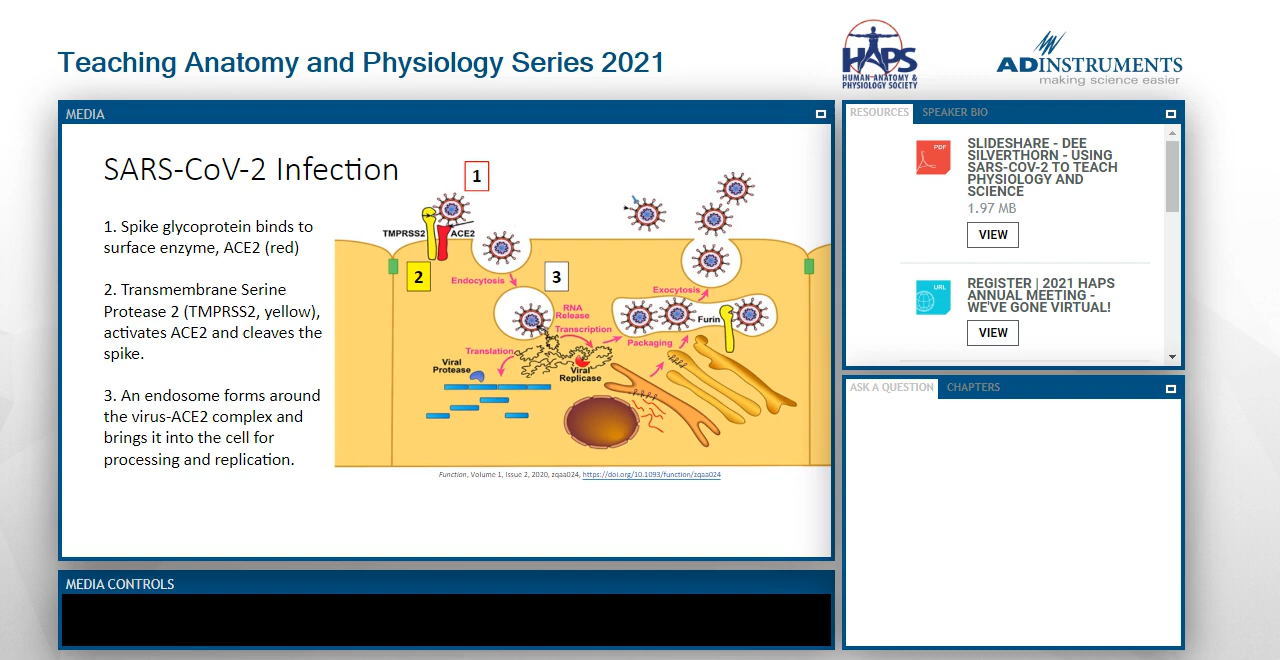 Teaching Anatomy and Physiology Series 2021
HAPS
HUMAN ANATOMY &
PHYSIOLOGY SOCIETY
ADINSTRUMENTS
making science easier
MEDIA
SARS-CoV-2 Infection
1. Spike glycoprotein binds to
surface enzyme, ACE2 (red)
2. Transmembrane Serine
Protease 2 (TMPRSS2, yellow),
activates ACE2 and cleaves the
spike.
3. An endosome forms around
the virus-ACE2 complex and
brings it into the cell for
processing and replication.
1
TMPRSS2
ACE2
2
3
Endocytosis
Exocytosis
RNA
Release
Transcription
Furin
Packaging
Translation
Viral
Protease
Viral
Replicase
Function, Volume 1, Issue 2, 2020, zqaa024, https://doi.org/10.1093/function/zqaa024
MEDIA CONTROLS
RESOURCES
SPEAKER BIO
PDF
SLIDESHARE - DEE
SILVERTHORN - USING
SARS-COV-2 TO TEACH
PHYSIOLOGY AND
SCIENCE
1.97 MB
VIEW
URL
REGISTER | 2021 HAPS
ANNUAL MEETING -
WE'VE GONE VIRTUAL!
VIEW
ASK A QUESTION
CHAPTERS